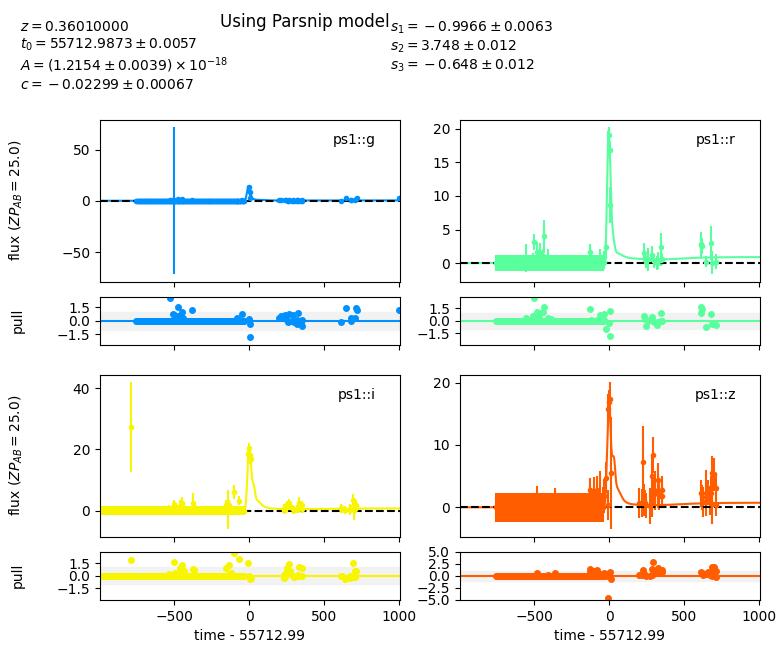 Using Parsnip model
z = 0.36010000
t0 = 55712.9873 ± 0.0057
A = (1.2154 ± 0.0039) × 10^−18
c = −0.02299 ± 0.00067
s1 = −0.9966 ± 0.0063
s2 = 3.748 ± 0.012
s3 = −0.648 ± 0.012
flux (ZP_AB = 25.0)
50
0
−50
ps1::g
20
15
10
5
0
ps1::r
pull
1.5
0.0
−1.5
1.5
0.0
−1.5
flux (ZP_AB = 25.0)
40
20
0
ps1::i
20
10
0
ps1::z
pull
1.5
0.0
−1.5
5.0
2.5
0.0
−2.5
−5.0
−500 0 500 1000
−500 0 500 1000
time - 55712.99
time - 55712.99